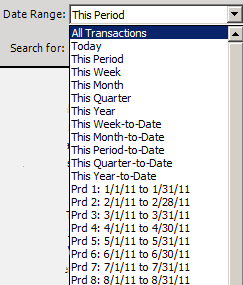 Date Range: This Period
Search for:
All Transactions
Today
This Period
This Week
This Month
This Quarter
This Year
This Week-to-Date
This Month-to-Date
This Period-to-Date
This Quarter-to-Date
This Year-to-Date
Prd 1: 1/1/11 to 1/31/11
Prd 2: 2/1/11 to 2/28/11
Prd 3: 3/1/11 to 3/31/11
Prd 4: 4/1/11 to 4/30/11
Prd 5: 5/1/11 to 5/31/11
Prd 6: 6/1/11 to 6/30/11
Prd 7: 7/1/11 to 7/31/11
Prd 8: 8/1/11 to 8/31/11